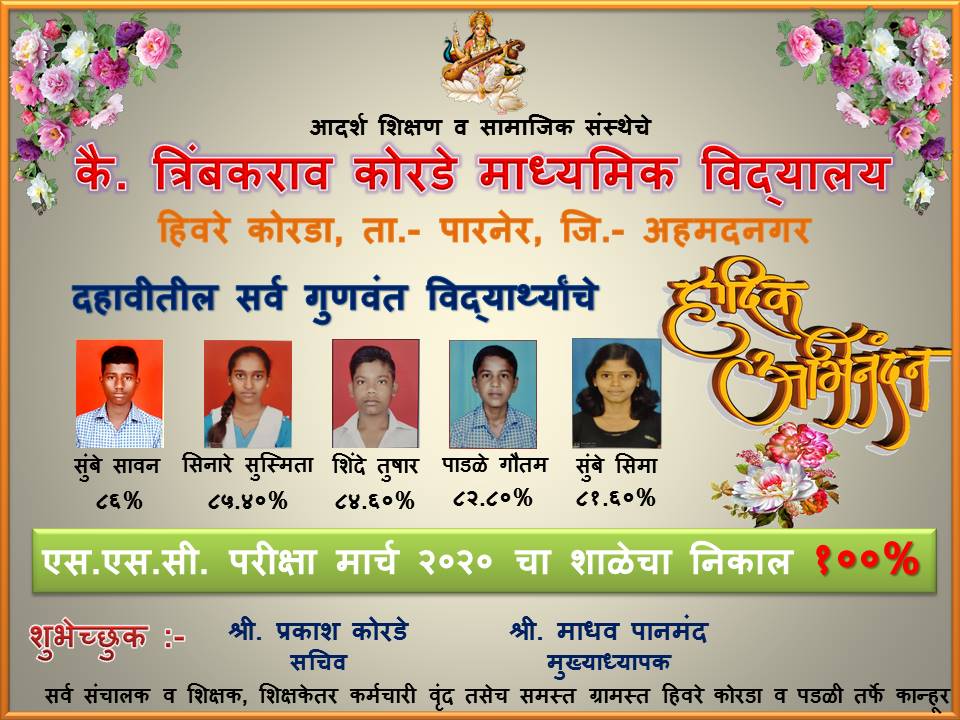 आदर्श शिक्षण व सामाजिक संस्थेचे
कै. त्रिंबकराव कोरडे माध्यमिक विद्यालय
हिवरे कोरडा, ता.- पारनेर, जि.- अहमदनगर
दहावीतील सर्व गुणवंत विद्यार्थ्यांचे
हार्दिक
अभिनंदन
सुंबे सावन सिनारे सुस्मिता शिंदे तुषार पाडळे गौतम सुंबे सिमा
८६% ८५.४०% ८४.६०% ८२.८०% ८१.६०%
एस.एस.सी. परीक्षा मार्च २०२० चा शाळेचा निकाल १००%
शुभेच्छुक :- श्री. प्रकाश कोरडे श्री. माधव पानमंद
सचिव मुख्याध्यापक
सर्व संचालक व शिक्षक, शिक्षकेतर कर्मचारी वृंद तसेच समस्त ग्रामस्त हिवरे कोरडा व पडळी तर्फे कान्हूर